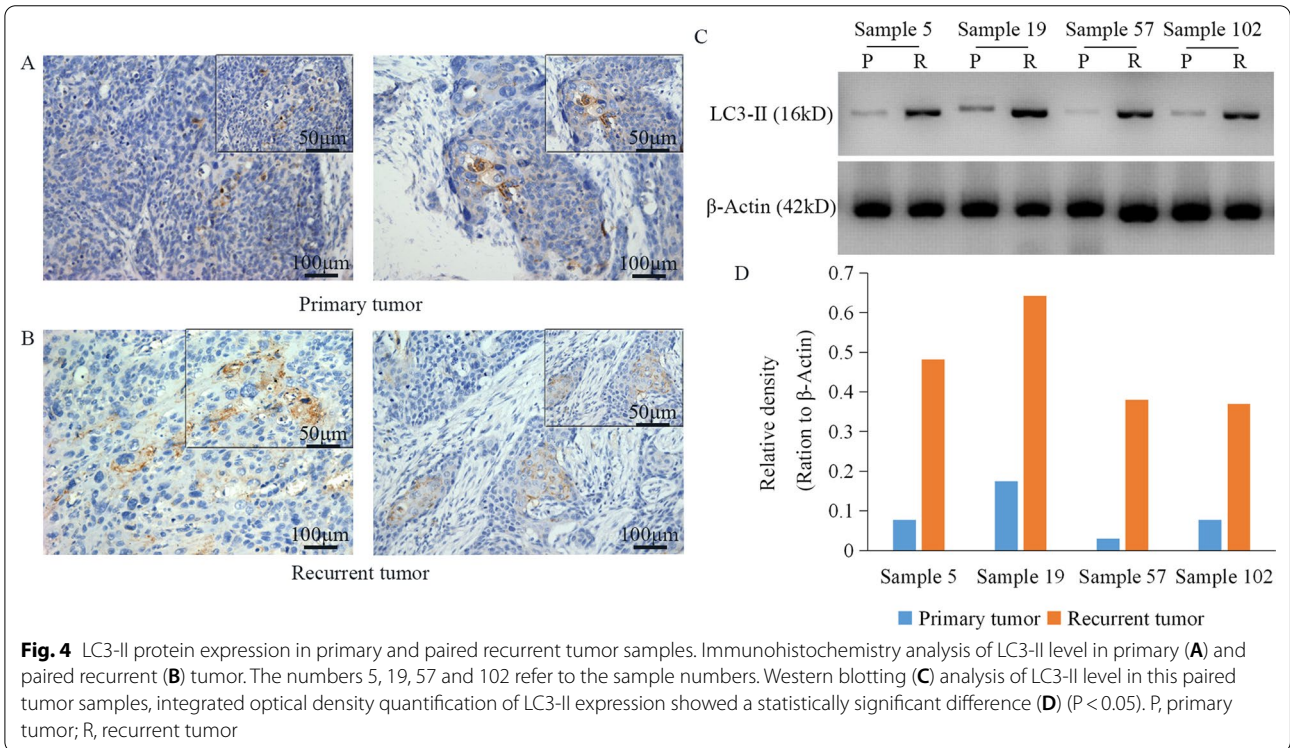 A
50μm
100μm
50μm
100μm
Primary tumor
B
50μm
100μm
50μm
100μm
Recurrent tumor
C
Sample 5 Sample 19 Sample 57 Sample 102
P R P R P R P R
LC3-II (16kD)
β-Actin (42kD)
D
Relative density
(Ration to β-Actin)
0.7
0.6
0.5
0.4
0.3
0.2
0.1
0
Sample 5 Sample 19 Sample 57 Sample 102
Primary tumor Recurrent tumor
Fig. 4 LC3-II protein expression in primary and paired recurrent tumor samples. Immunohistochemistry analysis of LC3-II level in primary (A) and
paired recurrent (B) tumor. The numbers 5, 19, 57 and 102 refer to the sample numbers. Western blotting (C) analysis of LC3-II level in this paired
tumor samples, integrated optical density quantification of LC3-II expression showed a statistically significant difference (D) (P < 0.05). P, primary
tumor; R, recurrent tumor